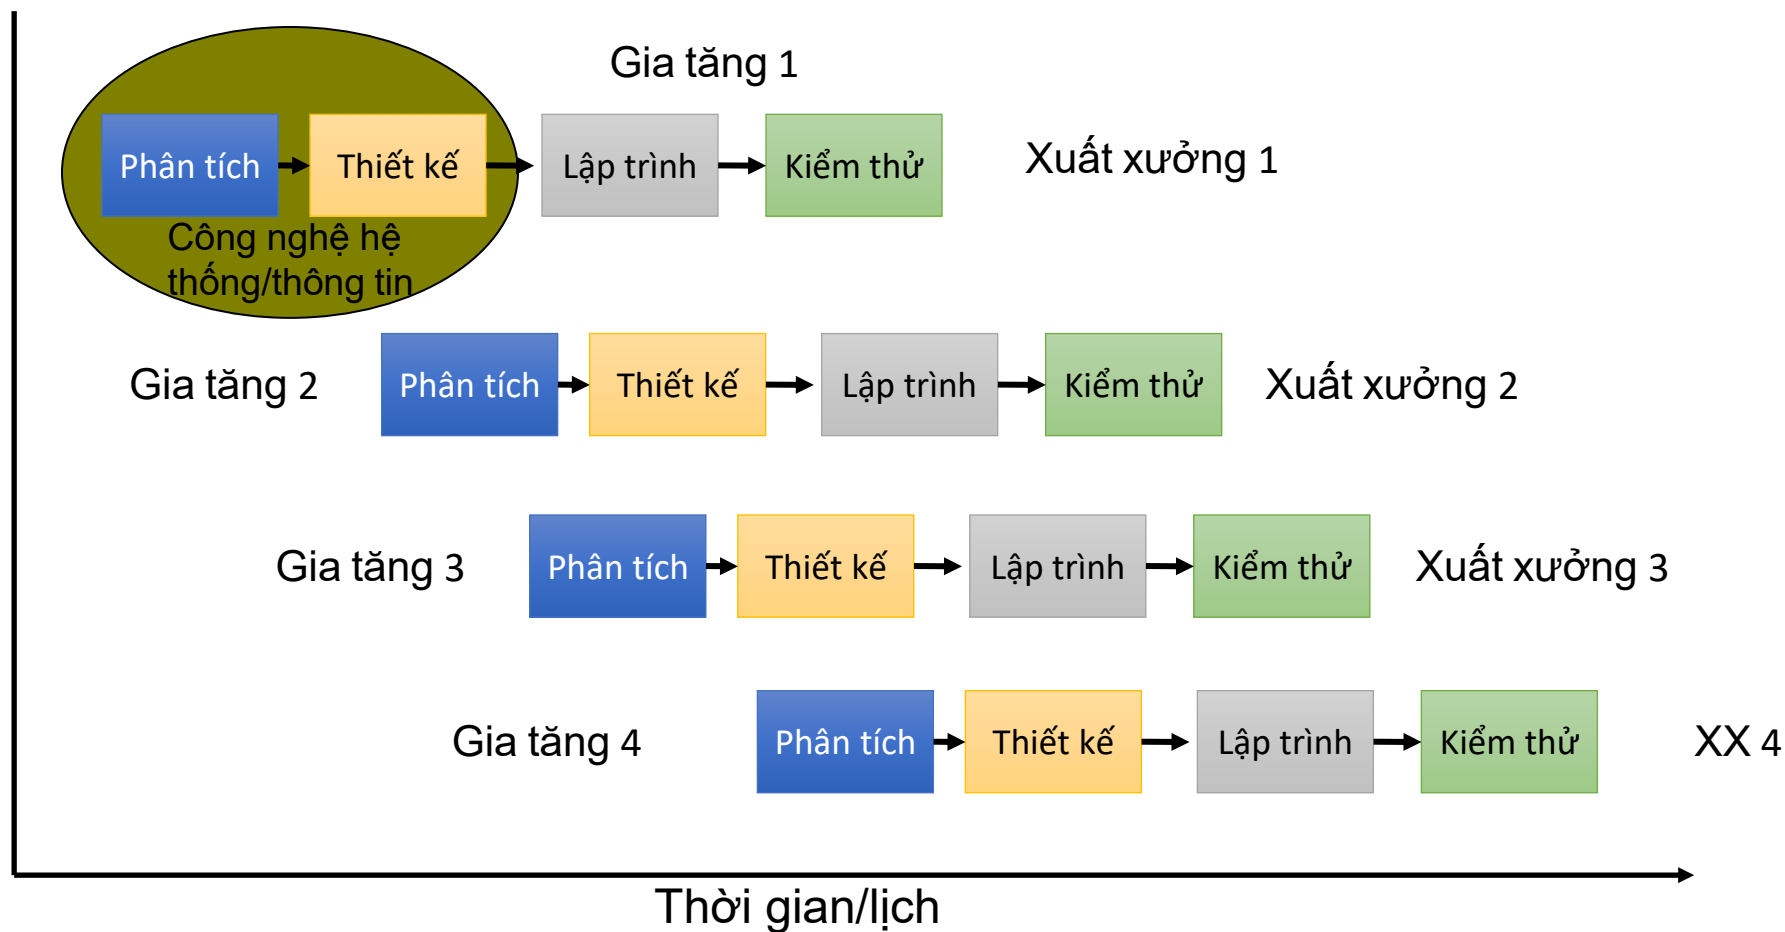 Gia tăng 1
Phân tích
Thiết kế
Lập trình
Kiểm thử
Xuất xưởng 1
Công nghệ hệ
thống/thông tin
Gia tăng 2
Phân tích
Thiết kế
Lập trình
Kiểm thử
Xuất xưởng 2
Gia tăng 3
Phân tích
Thiết kế
Lập trình
Kiểm thử
Xuất xưởng 3
Gia tăng 4
Phân tích
Thiết kế
Lập trình
Kiểm thử
XX 4
Thời gian/lịch